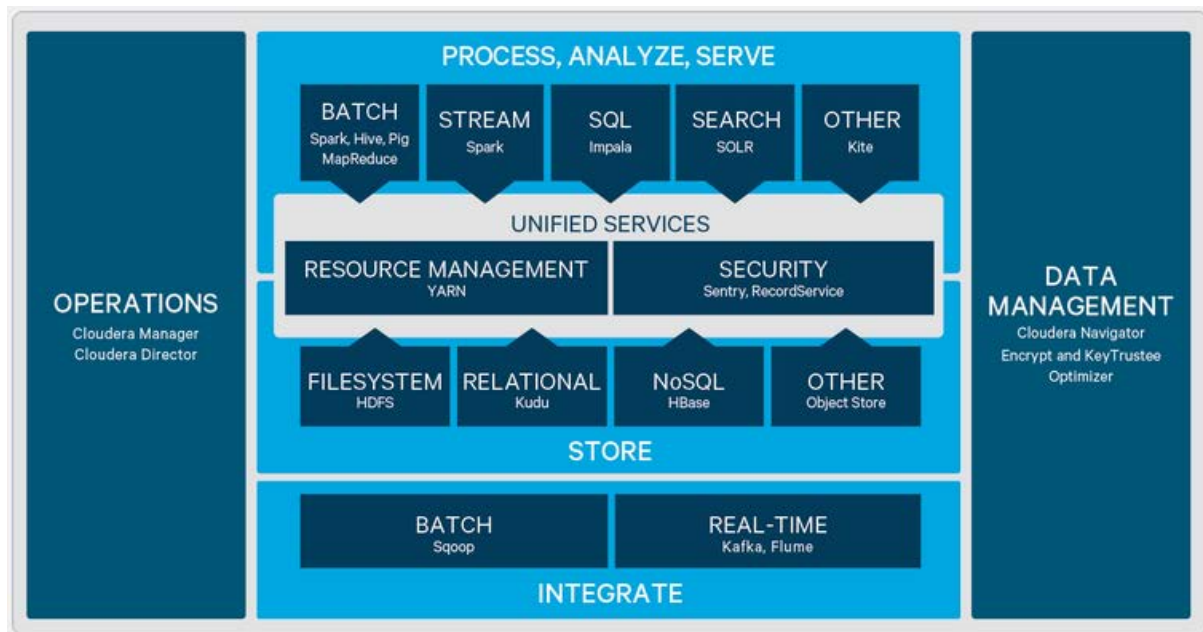 OPERATIONS
Cloudera Manager
Cloudera Director
PROCESS, ANALYZE, SERVE
BATCH
Spark, Hive, Pig
MapReduce
STREAM
Spark
SQL
Impala
SEARCH
SOLR
OTHER
Kite
UNIFIED SERVICES
RESOURCE MANAGEMENT
YARN
SECURITY
Sentry, RecordService
FILESYSTEM
HDFS
RELATIONAL
Kudu
NoSQL
HBase
OTHER
Object Store
STORE
BATCH
Sqoop
REAL-TIME
Kafka, Flume
INTEGRATE
DATA
MANAGEMENT
Cloudera Navigator
Encrypt and KeyTrustee
Optimizer